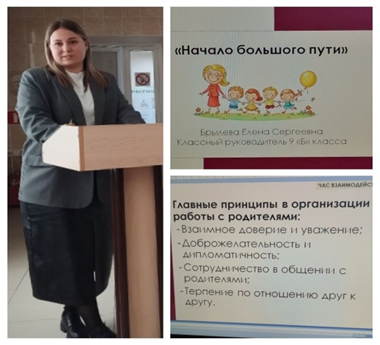 «Начало большого пути»
Брылева Елена Сергеевна
Классный руководитель 9 «Б» класса
ЧАС ВЗАИМОДЕЙСТ
Главные принципы в организации
работы с родителями:
-Взаимное доверие и уважение;
-Доброжелательность и
дипломатичность;
-Сотрудничество в общении с
родителями;
-Терпение по отношению друг к
другу.